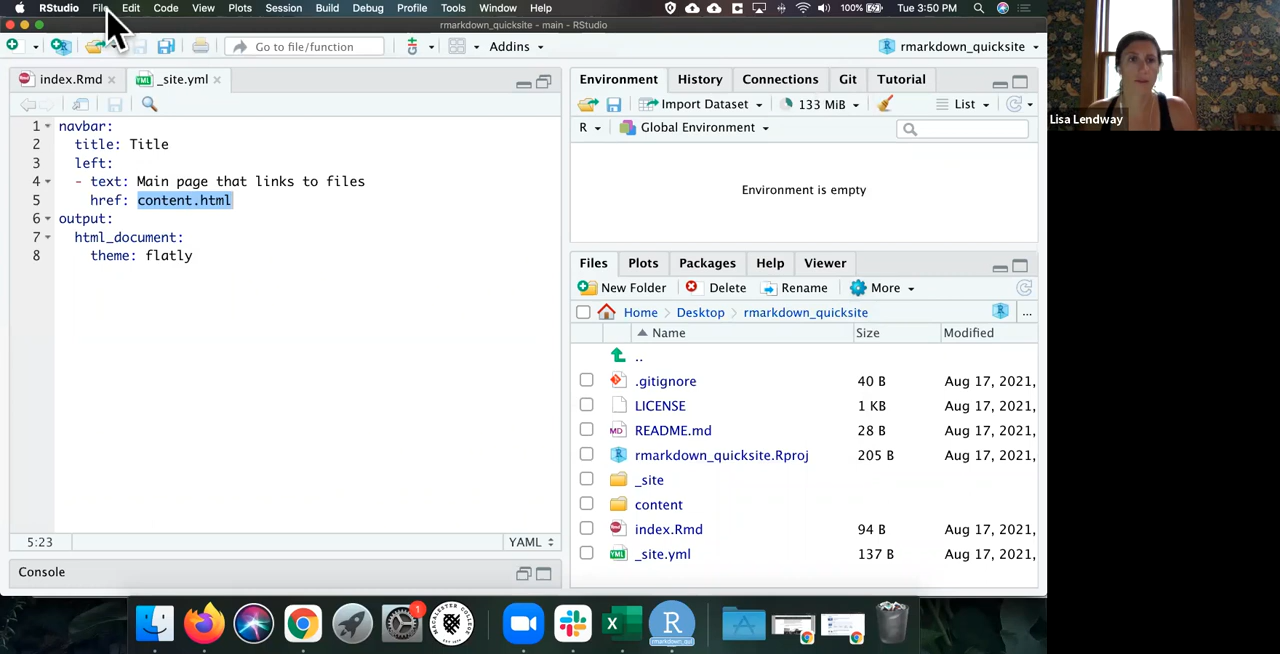 RStudio File Edit Code View Plots Session Build Debug Profile Tools Window Help 100% Tue 3:50 PM
rmarkdown_quicksite - main - RStudio
Go to file/function Addins rmarkdown_quicksite
index.Rmd _site.yml
1 navbar:
2 title: Title
3 left:
4 - text: Main page that links to files
5 href: content.html
6 output:
7 html_document:
8 theme: flatly
5:23 YAML
Console
Environment History Connections Git Tutorial
Import Dataset 133 MiB List
R Global Environment
Environment is empty
Files Plots Packages Help Viewer
New Folder Delete Rename More
Home Desktop rmarkdown_quicksite ...
Name Size Modified
..
.gitignore 40 B Aug 17, 2021,
LICENSE 1 KB Aug 17, 2021,
README.md 28 B Aug 17, 2021,
rmarkdown_quicksite.Rproj 205 B Aug 17, 2021,
_site
content
index.Rmd 94 B Aug 17, 2021,
_site.yml 137 B Aug 17, 2021,
Lisa Lendway
1
R